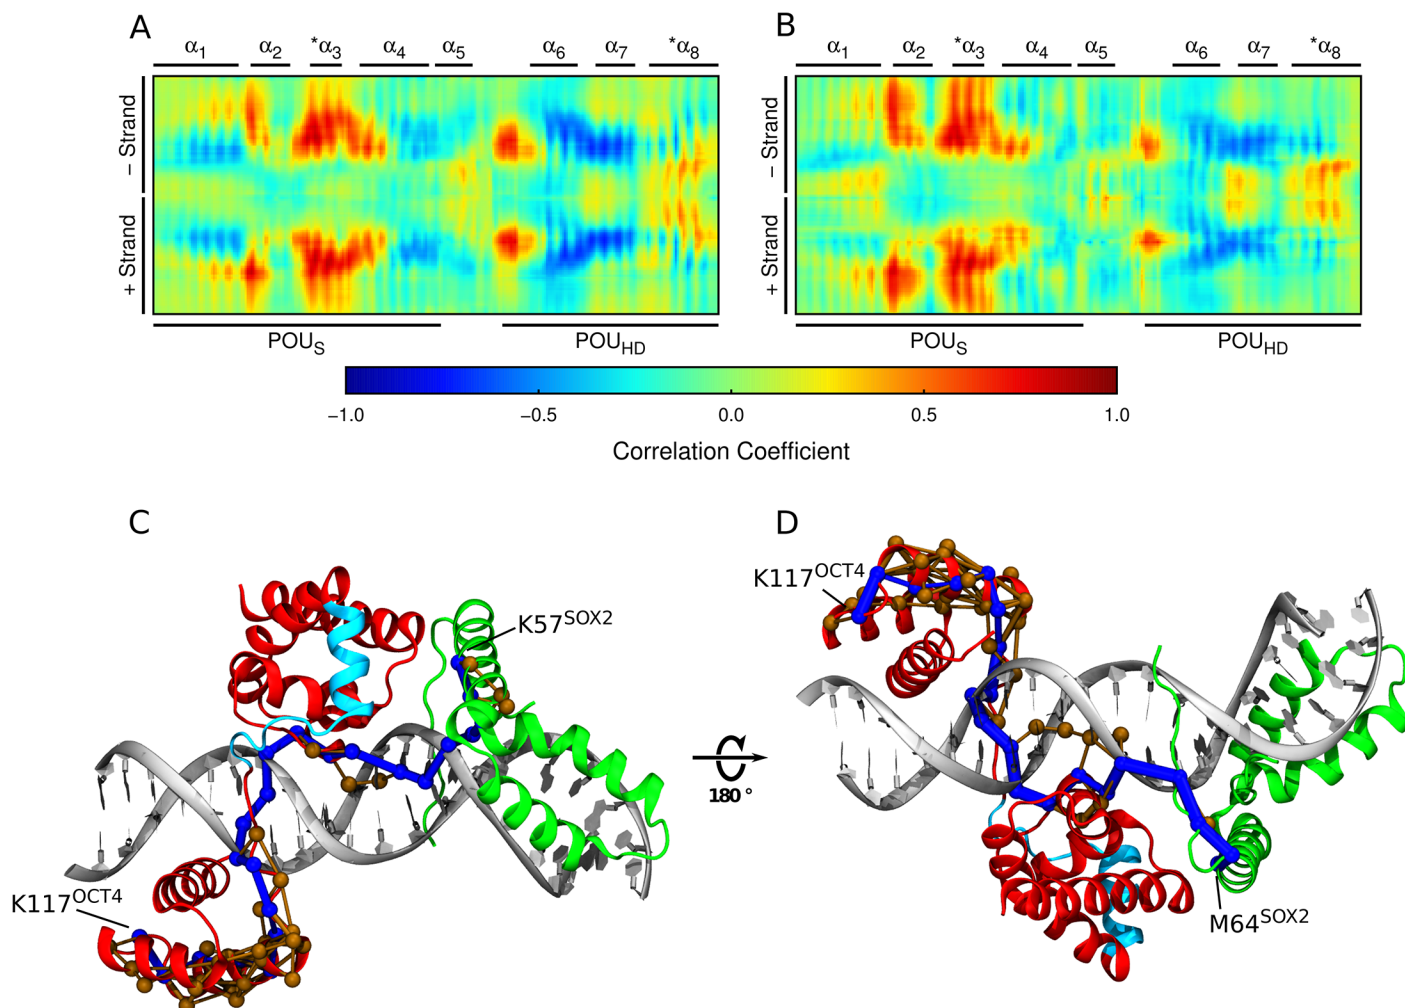 A
α1 α2 *α3 α4 α5 α6 α7 *α8
− Strand
+ Strand
POUS POUHD
B
α1 α2 *α3 α4 α5 α6 α7 *α8
− Strand
+ Strand
POUS POUHD
−1.0 −0.5 0.0 0.5 1.0
Correlation Coefficient
C
K57SOX2
K117OCT4
180 °
D
K117OCT4
M64SOX2